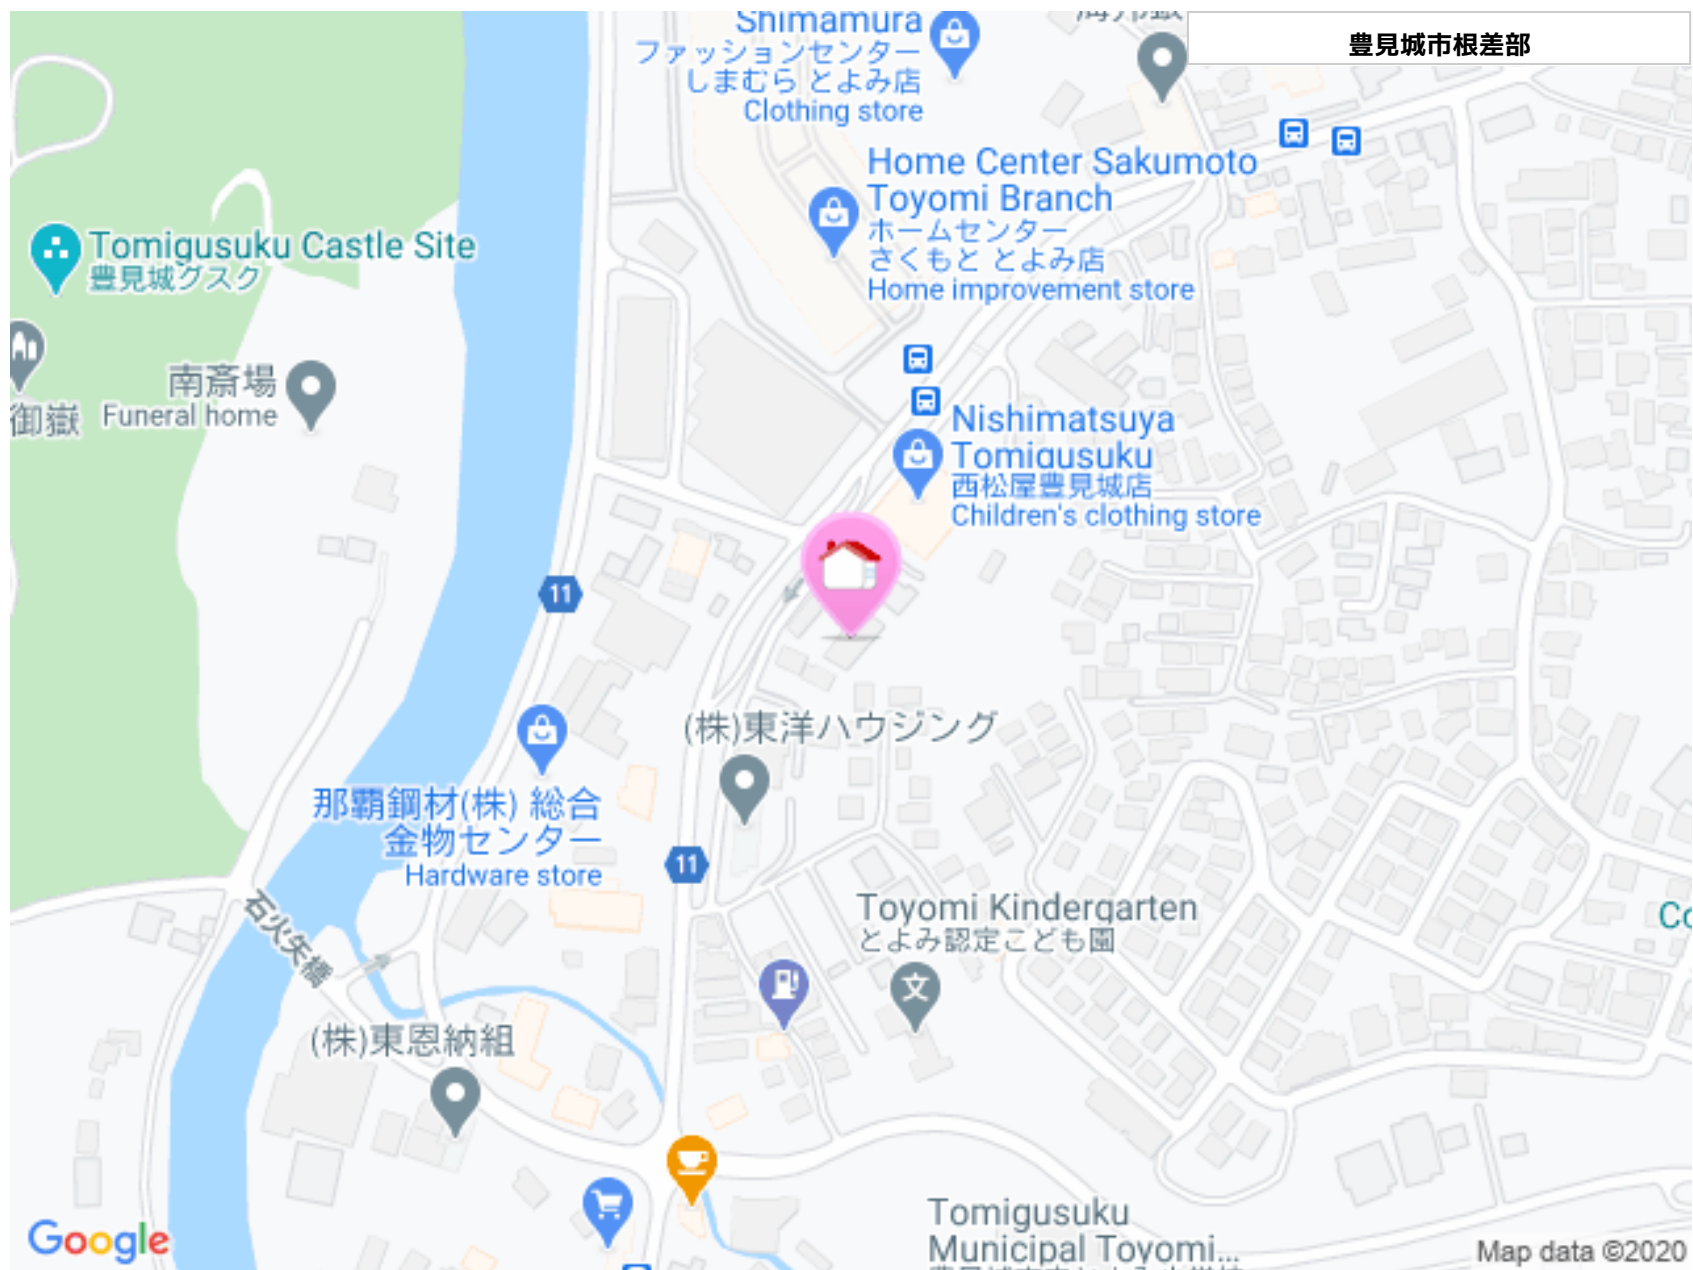 Shimamura
ファッションセンター
しまむら とよみ店
Clothing store
豊見城市根差部
Home Center Sakumoto
Toyomi Branch
ホームセンター
さくもと とよみ店
Home improvement store
Tomigusuku Castle Site
豊見城グスク
南斎場
Funeral home
御嶽
Nishimatsuya
Tomigusuku
西松屋豊見城店
Children's clothing store
11
(株)東洋ハウジング
那覇鋼材(株) 総合
金物センター
Hardware store
11
石火矢橋
Toyomi Kindergarten
とよみ認定こども園
文
Co
(株)東恩納組
Tomigusuku
Municipal Toyomi...
Google
Map data ©2020